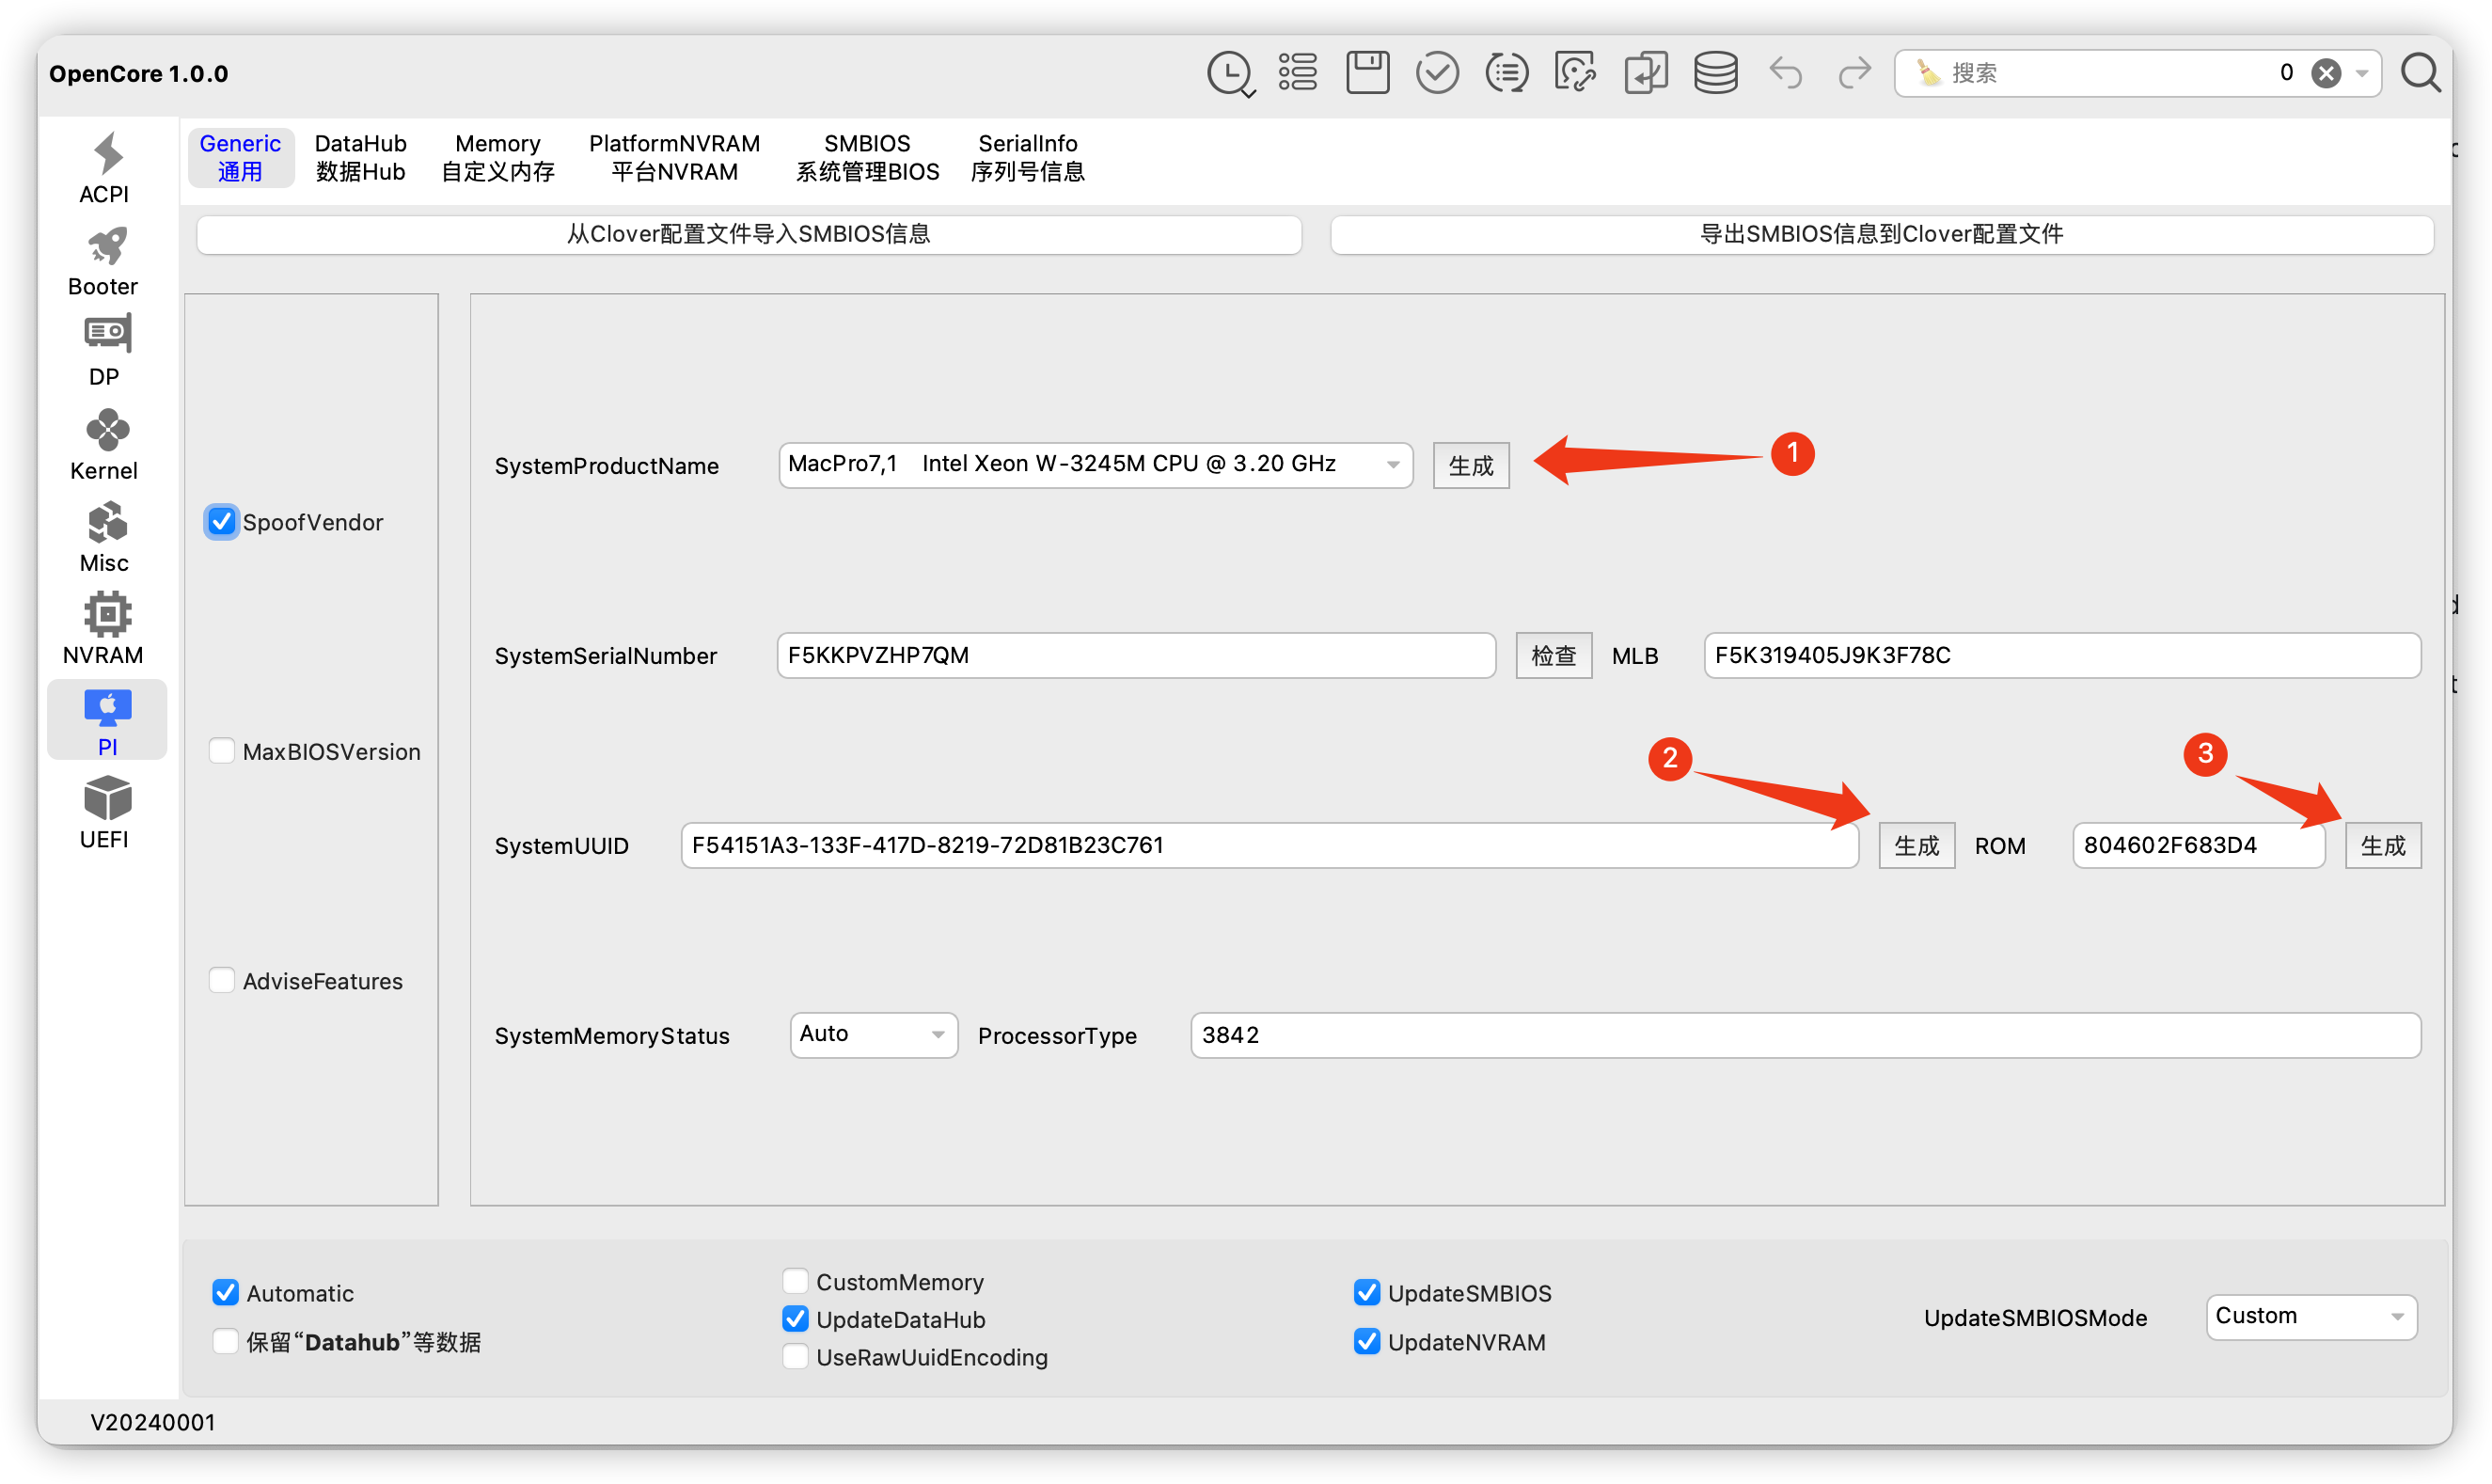 OpenCore 1.0.0
搜索
0
Generic
通用
DataHub
数据Hub
Memory
自定义内存
PlatformNVRAM
平台NVRAM
SMBIOS
系统管理BIOS
SerialInfo
序列号信息
ACPI
Booter
DP
Kernel
Misc
NVRAM
PI
UEFI
从Clover配置文件导入SMBIOS信息
导出SMBIOS信息到Clover配置文件
SpoofVendor
MaxBIOSVersion
AdviseFeatures
SystemProductName
MacPro7,1 Intel Xeon W-3245M CPU @ 3.20 GHz
生成
1
SystemSerialNumber
F5KKPVZHP7QM
检查
MLB
F5K319405J9K3F78C
2
3
SystemUUID
F54151A3-133F-417D-8219-72D81B23C761
生成
ROM
804602F683D4
生成
SystemMemoryStatus
Auto
ProcessorType
3842
Automatic
保留“Datahub”等数据
CustomMemory
UpdateDataHub
UseRawUuidEncoding
UpdateSMBIOS
UpdateNVRAM
UpdateSMBIOSMode
Custom
V20240001